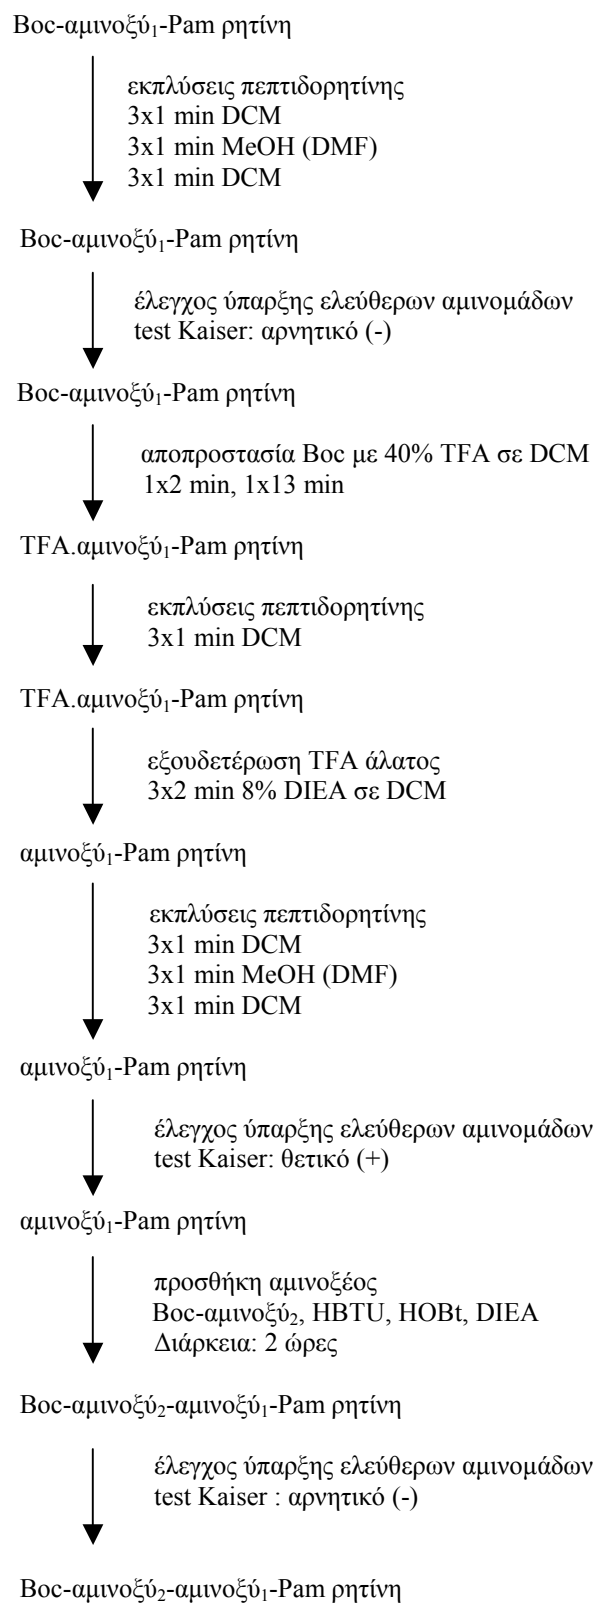 Boc-αμινοξύ₁-Pam ρητίνη
εκπλύσεις πεπτιδορητίνης
3x1 min DCM
3x1 min MeOH (DMF)
3x1 min DCM
Boc-αμινοξύ₁-Pam ρητίνη
έλεγχος ύπαρξης ελεύθερων αμινομάδων
test Kaiser: αρνητικό (-)
Boc-αμινοξύ₁-Pam ρητίνη
αποπροστασία Boc με 40% TFA σε DCM
1x2 min, 1x13 min
TFA.αμινοξύ₁-Pam ρητίνη
εκπλύσεις πεπτιδορητίνης
3x1 min DCM
TFA.αμινοξύ₁-Pam ρητίνη
εξουδετέρωση TFA άλατος
3x2 min 8% DIEA σε DCM
αμινοξύ₁-Pam ρητίνη
εκπλύσεις πεπτιδορητίνης
3x1 min DCM
3x1 min MeOH (DMF)
3x1 min DCM
αμινοξύ₁-Pam ρητίνη
έλεγχος ύπαρξης ελεύθερων αμινομάδων
test Kaiser: θετικό (+)
αμινοξύ₁-Pam ρητίνη
προσθήκη αμινοξέος
Boc-αμινοξύ₂, HBTU, HOBt, DIEA
Διάρκεια: 2 ώρες
Boc-αμινοξύ₂-αμινοξύ₁-Pam ρητίνη
έλεγχος ύπαρξης ελεύθερων αμινομάδων
test Kaiser : αρνητικό (-)
Boc-αμινοξύ₂-αμινοξύ₁-Pam ρητίνη